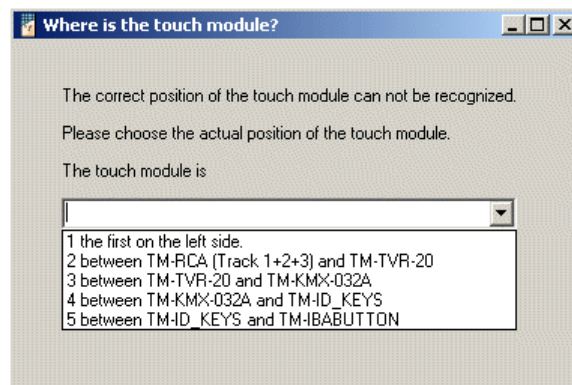 Where is the touch module?
The correct position of the touch module can not be recognized.
Please choose the actual position of the touch module.
The touch module is
1 the first on the left side.
2 between TM-RCA (Track 1+2+3) and TM-TVR-20
3 between TM-TVR-20 and TM-KMX-032A
4 between TM-KMX-032A and TM-ID_KEYS
5 between TM-ID_KEYS and TM-IBABUTTON